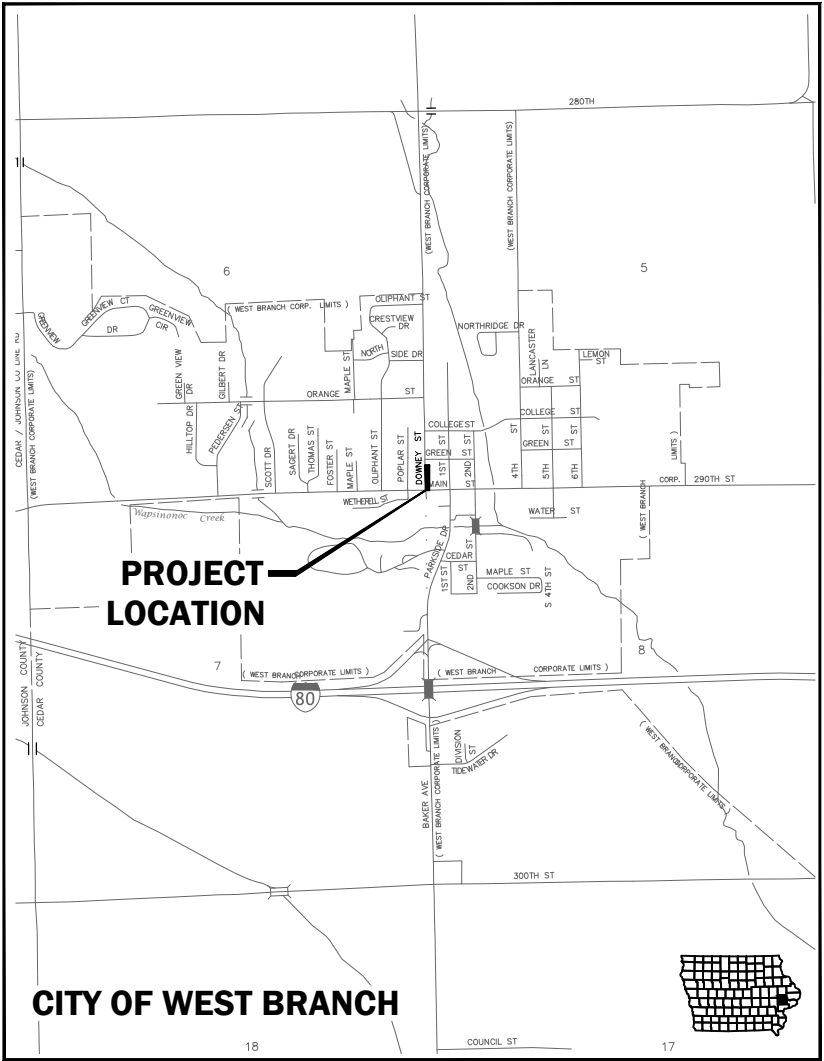 280TH
(WEST BRANCH CORPORATE LIMITS)
(WEST BRANCH CORPORATE LIMITS)
6
5
GREENVIEW CT
GREENVIEW
GREENVIEW
DR
CIR
( WEST BRANCH CORP. LIMITS )
OLIPHANT ST
CRESTVIEW
DR
NORTHRIDGE DR
NORTH
SIDE DR
LANCASTER
LN
LEMON
ST
CEDAR / JOHNSON CO LINE RD
(WEST BRANCH CORPORATE LIMITS)
GREEN VIEW
DR
GILBERT DR
MAPLE ST
ORANGE ST
ORANGE ST
HILLTOP DR
PEDERSEN ST
COLLEGE ST
COLLEGE ST
SCOTT DR
SAGERT DR
THOMAS ST
FOSTER ST
MAPLE ST
OLIPHANT ST
POPLAR ST
DOWNEY ST
GREEN ST
1ST ST
2ND ST
4TH ST
GREEN ST
5TH ST
6TH ST
LIMITS )
MAIN ST
CORP.
290TH ST
WETHERELL ST
Wapsinonoc Creek
WATER ST
( WEST BRANCH
PARKSIDE DR
CEDAR
ST
1ST ST
2ND ST
MAPLE ST
COOKSON DR
S 4TH ST
PROJECT
LOCATION
7
8
JOHNSON COUNTY
CEDAR COUNTY
( WEST BRANCH CORPORATE LIMITS )
( WEST BRANCH CORPORATE LIMITS )
80
DIVISION
ST
TIDEWATER DR
BAKER AVE
( WEST BRANCH CORPORATE LIMITS )
( WEST BRANCH CORPORATE LIMITS )
300TH ST
CITY OF WEST BRANCH
18
COUNCIL ST
17